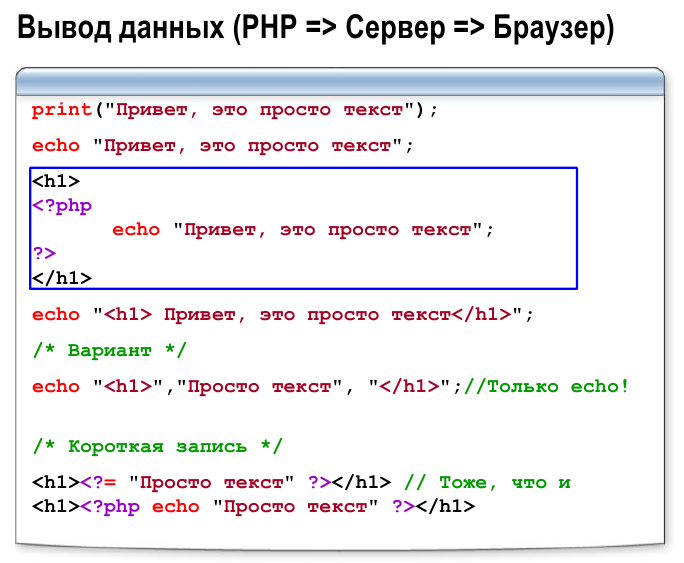 Вывод данных (PHP => Сервер => Браузер)
print("Привет, это просто текст");
echo "Привет, это просто текст";
<h1>
<?php
echo "Привет, это просто текст";
?>
</h1>
echo "<h1> Привет, это просто текст</h1>";
/* Вариант */
echo "<h1>","Просто текст", "</h1>";//Только echo!
/* Короткая запись */
<h1><?= "Просто текст" ?></h1> // Тоже, что и
<h1><?php echo "Просто текст" ?></h1>